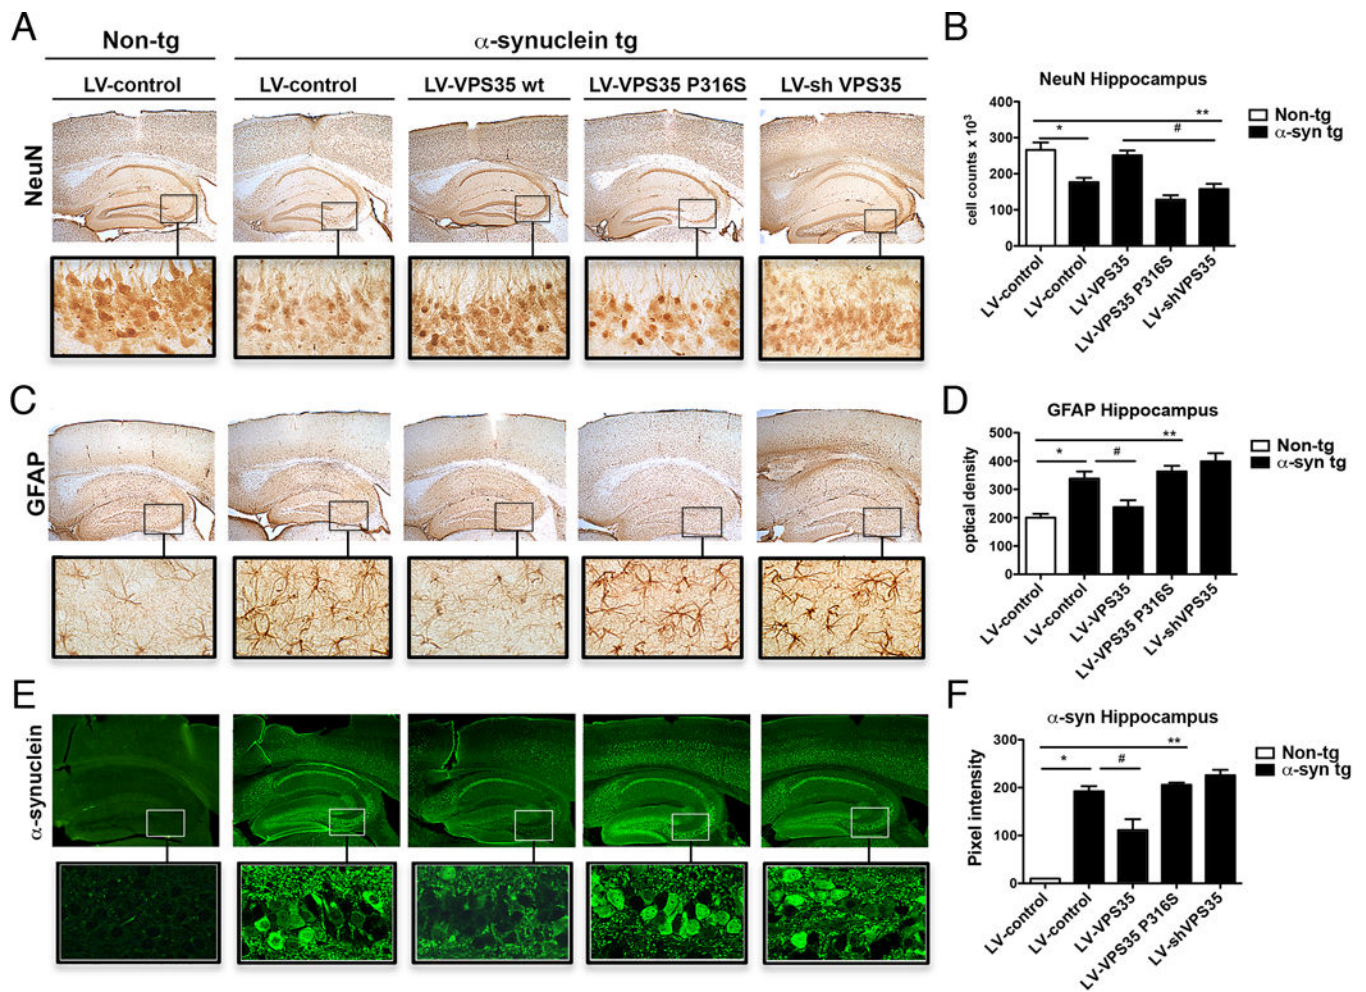 A
Non-tg
α-synuclein tg
LV-control
LV-control
LV-VPS35 wt
LV-VPS35 P316S
LV-sh VPS35
NeuN
B
NeuN Hippocampus
cell counts x 10³
400
300
200
100
0
*
#
**
Non-tg
α-syn tg
LV-control
LV-control
LV-VPS35
LV-VPS35 P316S
LV-shVPS35
C
GFAP
D
GFAP Hippocampus
optical density
500
400
300
200
100
0
*
#
**
Non-tg
α-syn tg
LV-control
LV-control
LV-VPS35
LV-VPS35 P316S
LV-shVPS35
E
α-synuclein
F
α-syn Hippocampus
Pixel intensity
300
200
100
0
*
#
**
Non-tg
α-syn tg
LV-control
LV-control
LV-VPS35
LV-VPS35 P316S
LV-shVPS35